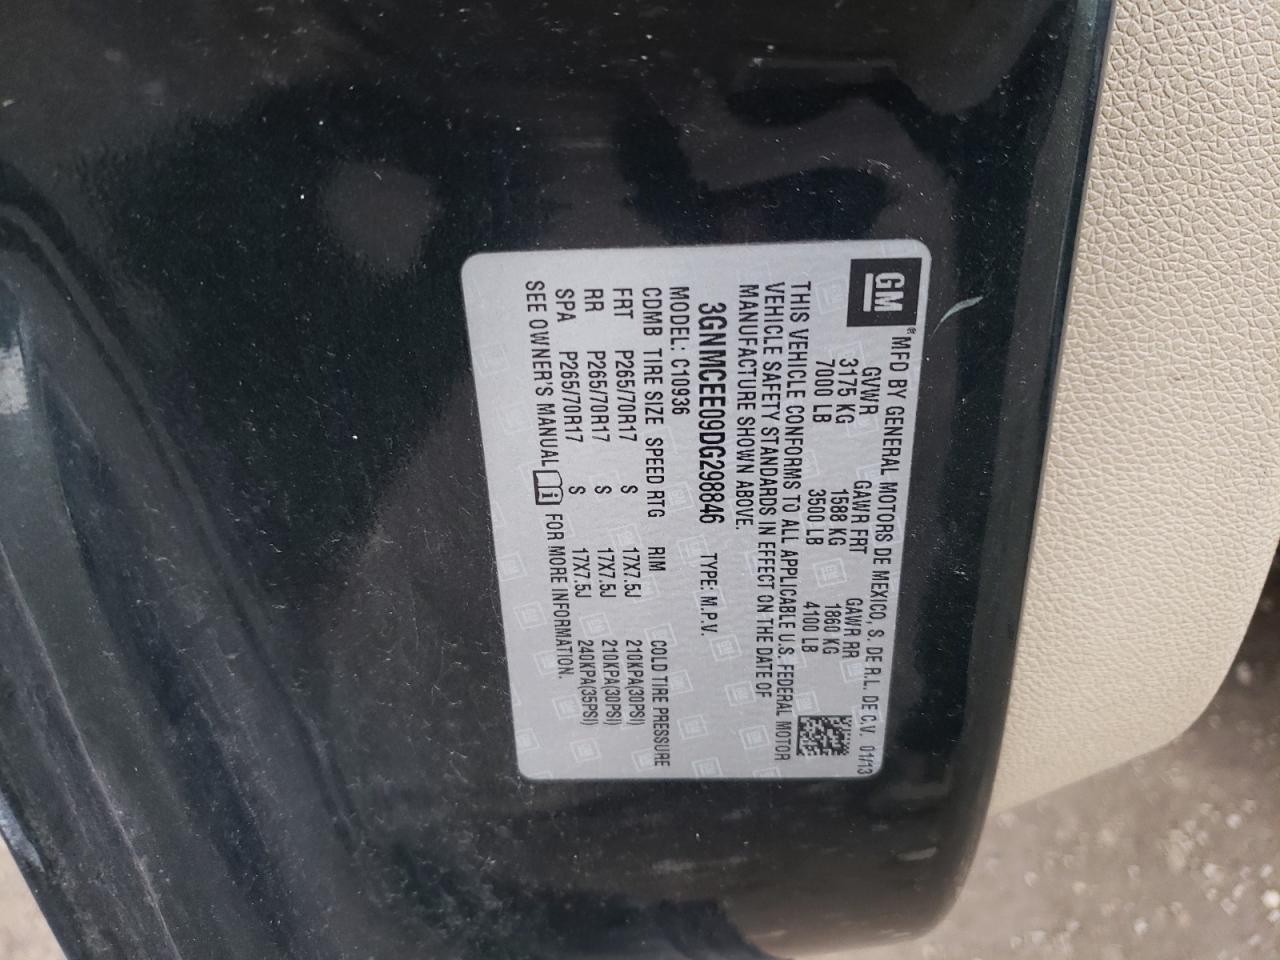 GM
® MFD BY GENERAL MOTORS DE MEXICO, S. DE R.L. DE C.V. 01/13
GVWR GAWR FRT GAWR RR
3175 KG 1588 KG 1860 KG
7000 LB 3500 LB 4100 LB
THIS VEHICLE CONFORMS TO ALL APPLICABLE U.S. FEDERAL MOTOR
VEHICLE SAFETY STANDARDS IN EFFECT ON THE DATE OF
MANUFACTURE SHOWN ABOVE.
3GNMCEE09DG298846 TYPE: M.P.V.
MODEL: C10936
CDMB TIRE SIZE SPEED RTG RIM COLD TIRE PRESSURE
FRT P265/70R17 S 17X7.5J 210KPA(30PSI)
RR P265/70R17 S 17X7.5J 210KPA(30PSI)
SPA P265/70R17 S 17X7.5J 240KPA(35PSI)
SEE OWNER'S MANUAL i FOR MORE INFORMATION.